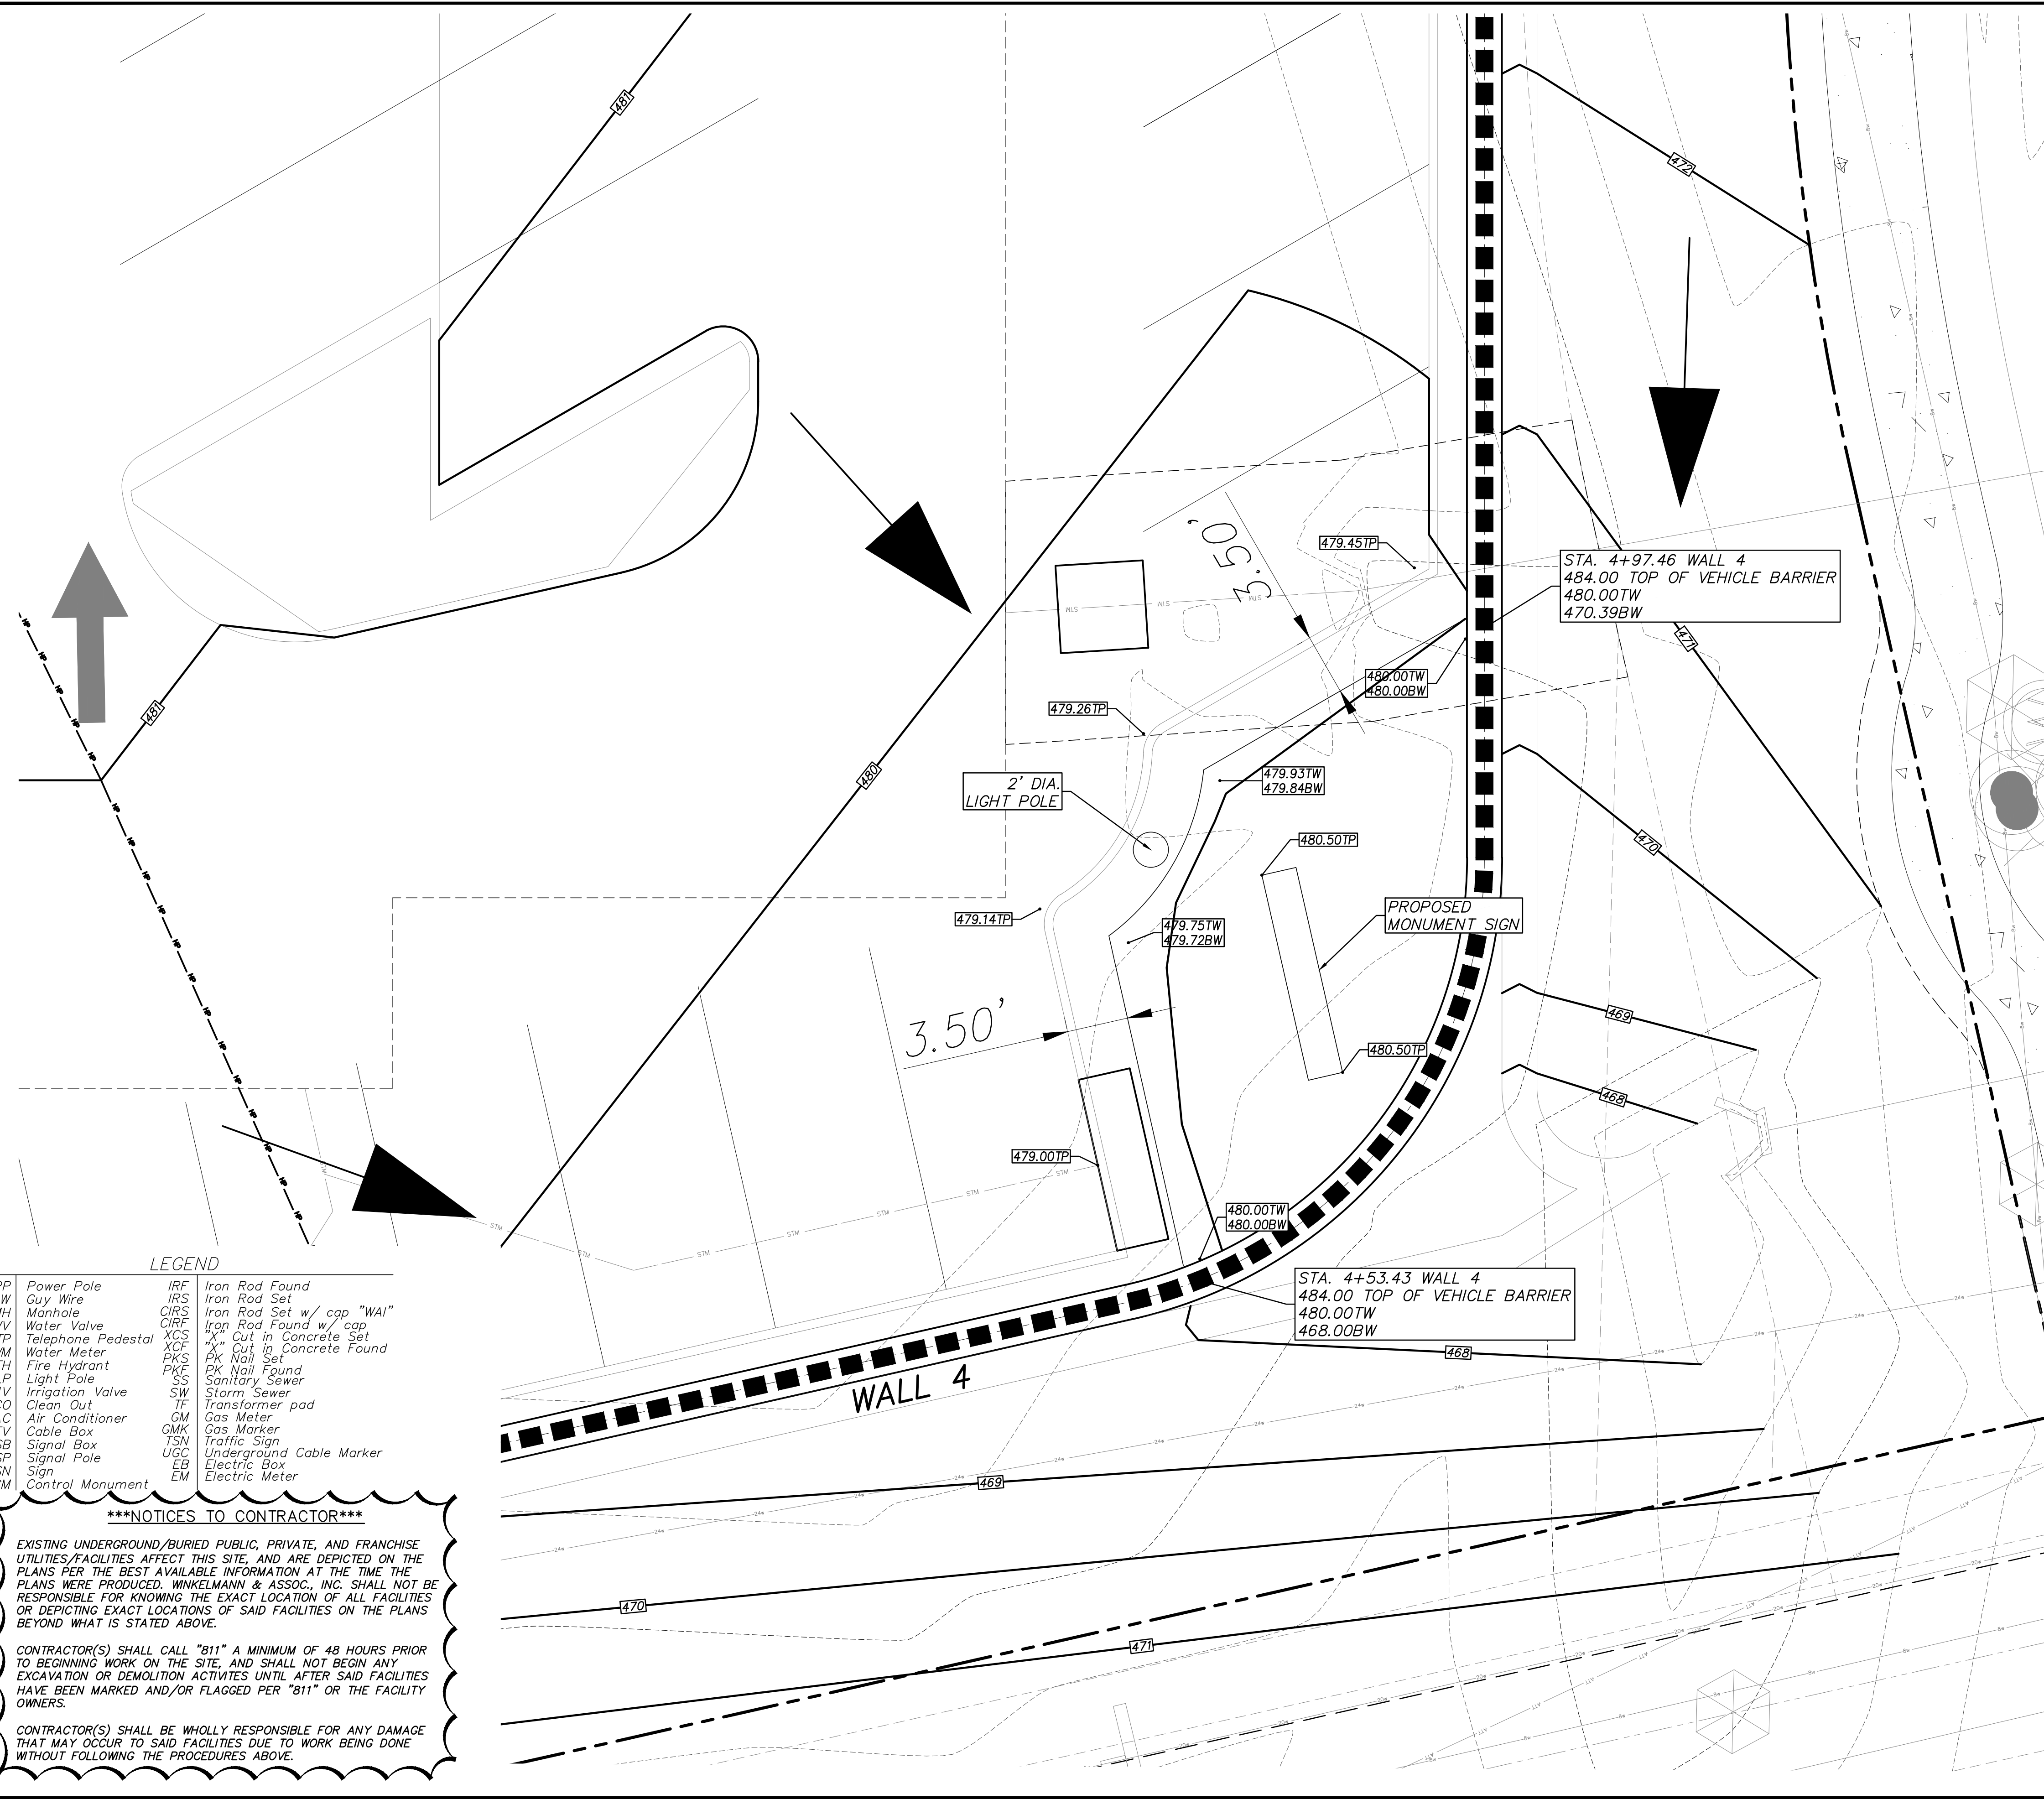 481
472
3.50'
479.45TP
STA. 4+97.46 WALL 4
484.00 TOP OF VEHICLE BARRIER
480.00TW
470.39BW
STM
STM
STM
471
480.00TW
480.00BW
481
479.26TP
480
2' DIA.
LIGHT POLE
479.93TW
479.84BW
480.50TP
470
PROPOSED
MONUMENT SIGN
479.14TP
479.75TW
479.72BW
3.50'
469
480.50TP
468
479.00TP
STM
STM
STM
STM
STM
STM
STM
480.00TW
480.00BW
STA. 4+53.43 WALL 4
484.00 TOP OF VEHICLE BARRIER
480.00TW
468.00BW
468
WALL 4
469
470
471
HP
24w
20w
8w
ATT
LEGEND
Power Pole IRF Iron Rod Found
Guy Wire IRS Iron Rod Set
Manhole CIRS Iron Rod Set w/ cap "WAI"
Water Valve CIRF Iron Rod Found w/ cap
TP Telephone Pedestal XCS "X" Cut in Concrete Set
Water Meter XCF "X" Cut in Concrete Found
Fire Hydrant PKS PK Nail Set
Light Pole PKF PK Nail Found
Irrigation Valve SS Sanitary Sewer
Clean Out SW Storm Sewer
Air Conditioner TF Transformer pad
Cable Box GM Gas Meter
Signal Box GMK Gas Marker
Signal Pole TSN Traffic Sign
Sign UGC Underground Cable Marker
Control Monument EB Electric Box
EM Electric Meter
***NOTICES TO CONTRACTOR***
EXISTING UNDERGROUND/BURIED PUBLIC, PRIVATE, AND FRANCHISE
UTILITIES/FACILITIES AFFECT THIS SITE, AND ARE DEPICTED ON THE
PLANS PER THE BEST AVAILABLE INFORMATION AT THE TIME THE
PLANS WERE PRODUCED. WINKELMANN & ASSOC., INC. SHALL NOT BE
RESPONSIBLE FOR KNOWING THE EXACT LOCATION OF ALL FACILITIES
OR DEPICTING EXACT LOCATIONS OF SAID FACILITIES ON THE PLANS
BEYOND WHAT IS STATED ABOVE.
CONTRACTOR(S) SHALL CALL "811" A MINIMUM OF 48 HOURS PRIOR
TO BEGINNING WORK ON THE SITE, AND SHALL NOT BEGIN ANY
EXCAVATION OR DEMOLITION ACTIVITES UNTIL AFTER SAID FACILITIES
HAVE BEEN MARKED AND/OR FLAGGED PER "811" OR THE FACILITY
OWNERS.
CONTRACTOR(S) SHALL BE WHOLLY RESPONSIBLE FOR ANY DAMAGE
THAT MAY OCCUR TO SAID FACILITIES DUE TO WORK BEING DONE
WITHOUT FOLLOWING THE PROCEDURES ABOVE.